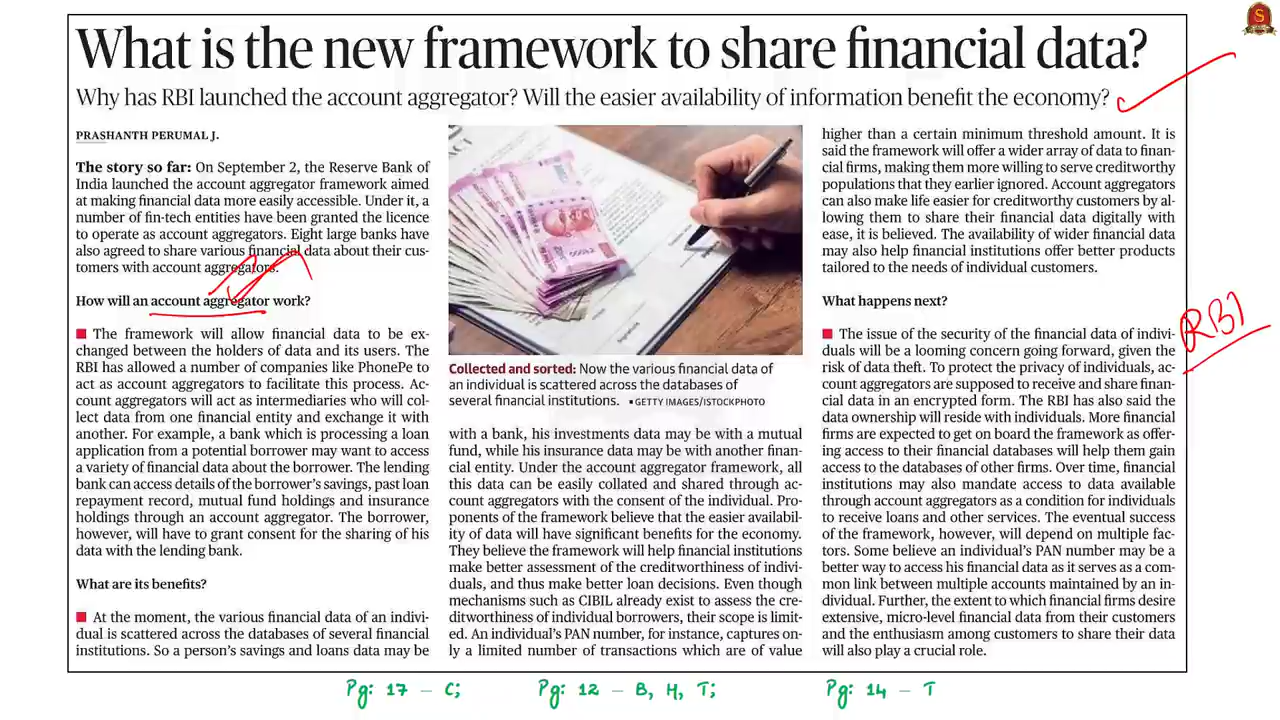 What is the new framework to share financial data?
Why has RBI launched the account aggregator? Will the easier availability of information benefit the economy?
PRASHANTH PERUMAL J.
The story so far: On September 2, the Reserve Bank of
India launched the account aggregator framework aimed
at making financial data more easily accessible. Under it, a
number of fin-tech entities have been granted the licence
to operate as account aggregators. Eight large banks have
also agreed to share various financial data about their cus-
tomers with account aggregators.
How will an account aggregator work?
■ The framework will allow financial data to be ex-
changed between the holders of data and its users. The
RBI has allowed a number of companies like PhonePe to
act as account aggregators to facilitate this process. Ac-
count aggregators will act as intermediaries who will col-
lect data from one financial entity and exchange it with
another. For example, a bank which is processing a loan
application from a potential borrower may want to access
a variety of financial data about the borrower. The lending
bank can access details of the borrower's savings, past loan
repayment record, mutual fund holdings and insurance
holdings through an account aggregator. The borrower,
however, will have to grant consent for the sharing of his
data with the lending bank.
What are its benefits?
■ At the moment, the various financial data of an indivi-
dual is scattered across the databases of several financial
institutions. So a person's savings and loans data may be
Collected and sorted: Now the various financial data of
an individual is scattered across the databases of
several financial institutions. ■ GETTY IMAGES/ISTOCKPHOTO
with a bank, his investments data may be with a mutual
fund, while his insurance data may be with another finan-
cial entity. Under the account aggregator framework, all
this data can be easily collated and shared through ac-
count aggregators with the consent of the individual. Pro-
ponents of the framework believe that the easier availabil-
ity of data will have significant benefits for the economy.
They believe the framework will help financial institutions
make better assessment of the creditworthiness of indivi-
duals, and thus make better loan decisions. Even though
mechanisms such as CIBIL already exist to assess the cre-
ditworthiness of individual borrowers, their scope is limit-
ed. An individual's PAN number, for instance, captures on-
ly a limited number of transactions which are of value
higher than a certain minimum threshold amount. It is
said the framework will offer a wider array of data to finan-
cial firms, making them more willing to serve creditworthy
populations that they earlier ignored. Account aggregators
can also make life easier for creditworthy customers by al-
lowing them to share their financial data digitally with
ease, it is believed. The availability of wider financial data
may also help financial institutions offer better products
tailored to the needs of individual customers.
What happens next?
■ The issue of the security of the financial data of indivi-
duals will be a looming concern going forward, given the
risk of data theft. To protect the privacy of individuals, ac-
count aggregators are supposed to receive and share finan-
cial data in an encrypted form. The RBI has also said the
data ownership will reside with individuals. More financial
firms are expected to get on board the framework as offer-
ing access to their financial databases will help them gain
access to the databases of other firms. Over time, financial
institutions may also mandate access to data available
through account aggregators as a condition for individuals
to receive loans and other services. The eventual success
of the framework, however, will depend on multiple fac-
tors. Some believe an individual's PAN number may be a
better way to access his financial data as it serves as a com-
mon link between multiple accounts maintained by an in-
dividual. Further, the extent to which financial firms desire
extensive, micro-level financial data from their customers
and the enthusiasm among customers to share their data
will also play a crucial role.
RBI
Pg: 17 - C; Pg: 12 - B, H, T; Pg: 14 - T